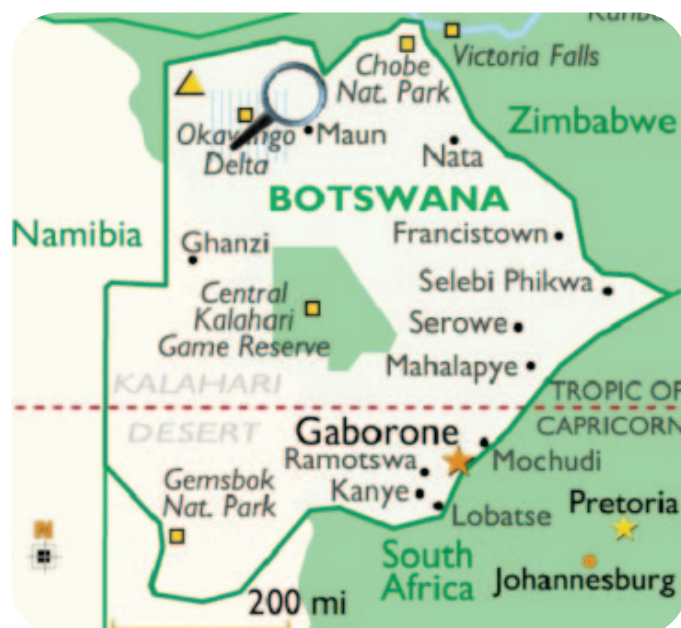 Victoria Falls
Chobe
Nat. Park
Zimbabwe
Okavango
Delta
Maun
Nata
BOTSWANA
Namibia
Ghanzi
Francistown
Selebi Phikwa
Central
Kalahari
Game Reserve
Serowe
Mahalapye
KALAHARI
DESERT
TROPIC OF
CAPRICORN
Gaborone
Mochudi
Ramotswa
Kanye
Lobatse
Gemsbok
Nat. Park
Pretoria
Johannesburg
South
Africa
N
200 mi